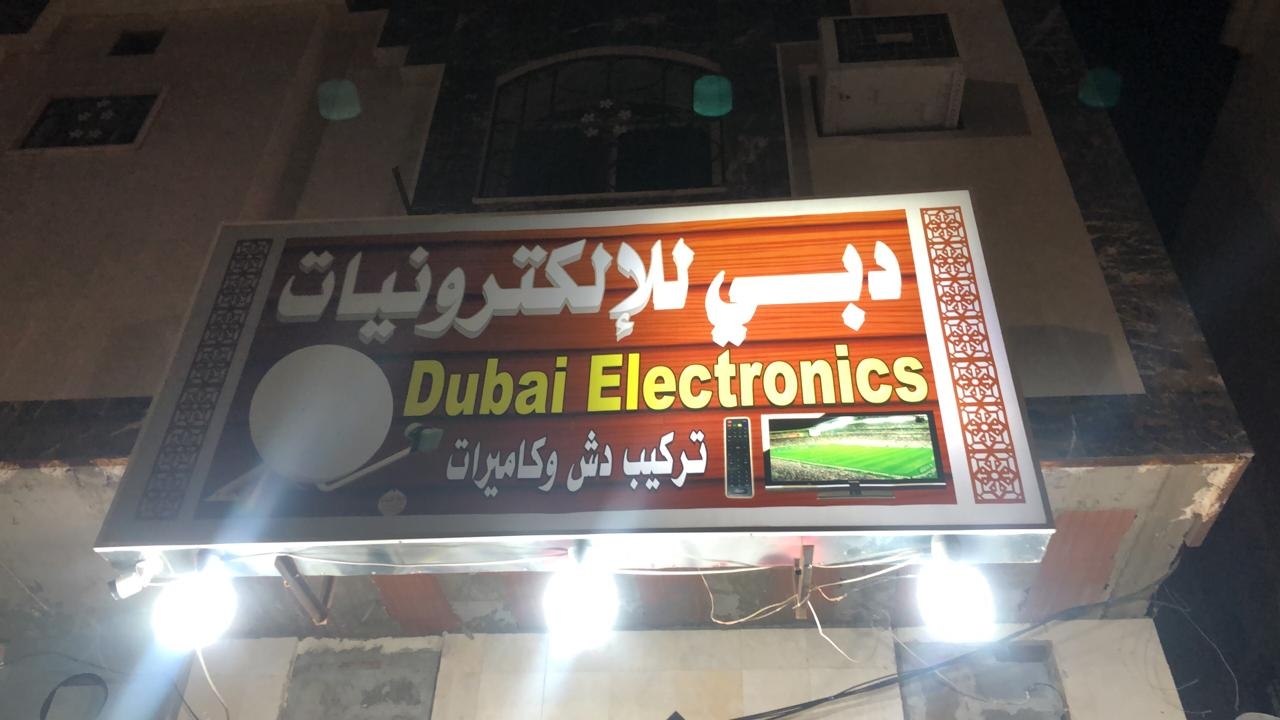 دبي للإلكترونيات
Dubai Electronics
تركيب دش وكاميرات